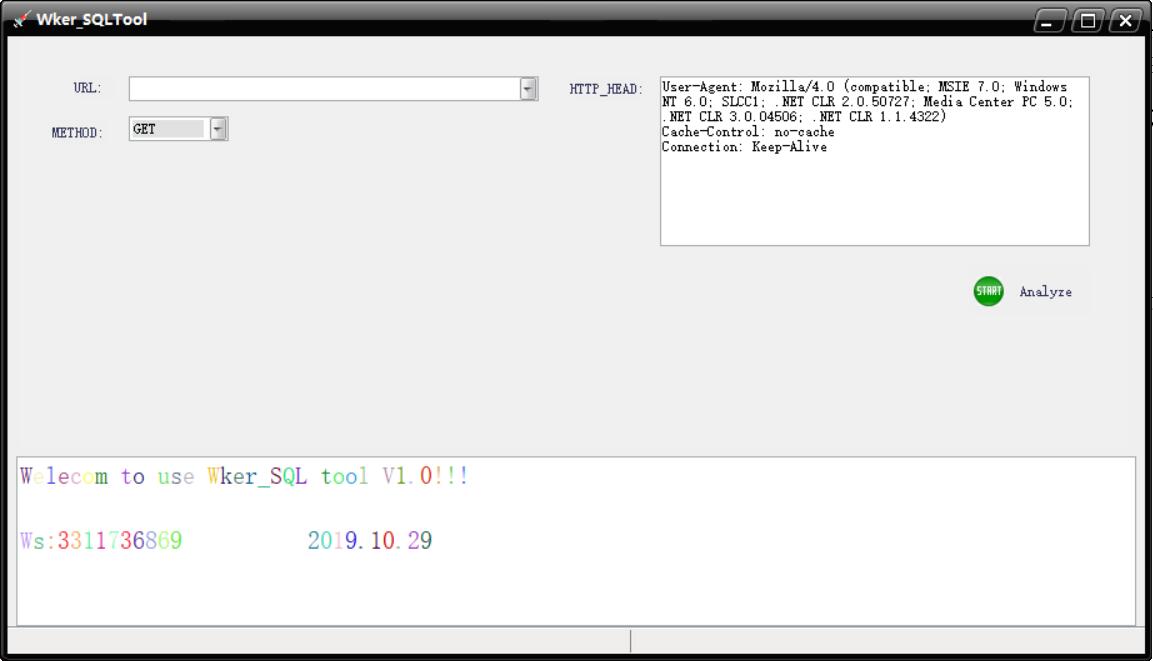 Wker_SQLTool
URL:
METHOD:
GET
HTTP_HEAD:
User-Agent: Mozilla/4.0 (compatible; MSIE 7.0; Windows
NT 6.0; SLCC1; .NET CLR 2.0.50727; Media Center PC 5.0;
.NET CLR 3.0.04506; .NET CLR 1.1.4322)
Cache-Control: no-cache
Connection: Keep-Alive
START
Analyze
Welecom to use Wker_SQL tool V1.0!!!
Ws:3311736869 2019.10.29